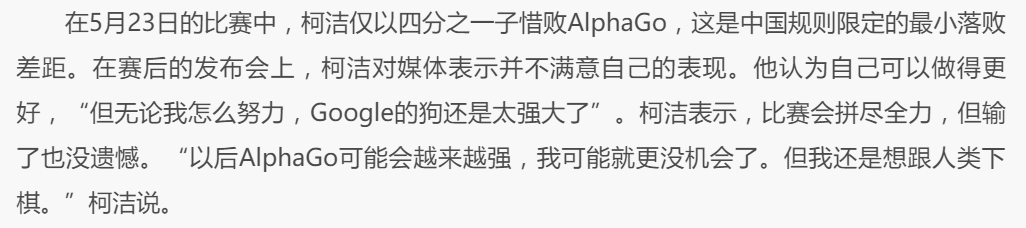 在5月23日的比赛中，柯洁仅以四分之一子惜败AlphaGo，这是中国规则限定的最小落败
差距。在赛后的发布会上，柯洁对媒体表示并不满意自己的表现。他认为自己可以做得更
好，“但无论我怎么努力，Google的狗还是太强大了”。柯洁表示，比赛会拼尽全力，但输
了也没遗憾。“以后AlphaGo可能会越来越强，我可能就更没机会了。但我还是想跟人类下
棋。”柯洁说。